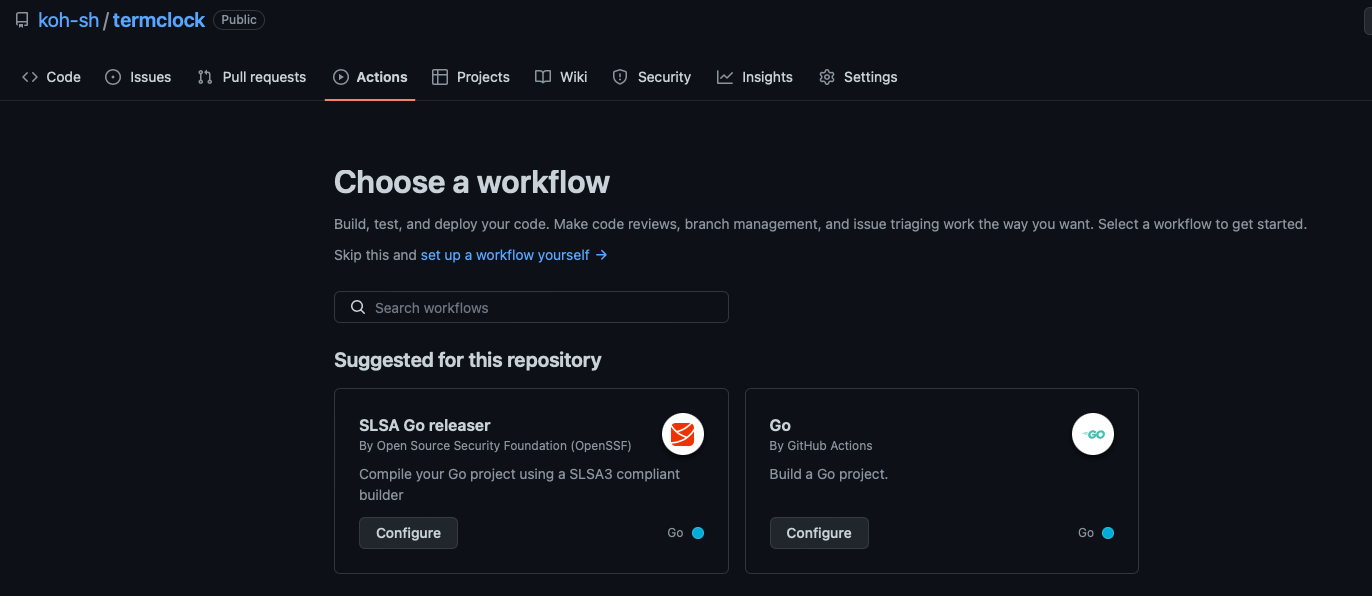 koh-sh / termclock Public
Code Issues Pull requests Actions Projects Wiki Security Insights Settings
Choose a workflow
Build, test, and deploy your code. Make code reviews, branch management, and issue triaging work the way you want. Select a workflow to get started.
Skip this and set up a workflow yourself →
Search workflows
Suggested for this repository
SLSA Go releaser
By Open Source Security Foundation (OpenSSF)
Compile your Go project using a SLSA3 compliant
builder
Configure
Go
Go
By GitHub Actions
GO
Build a Go project.
Configure
Go